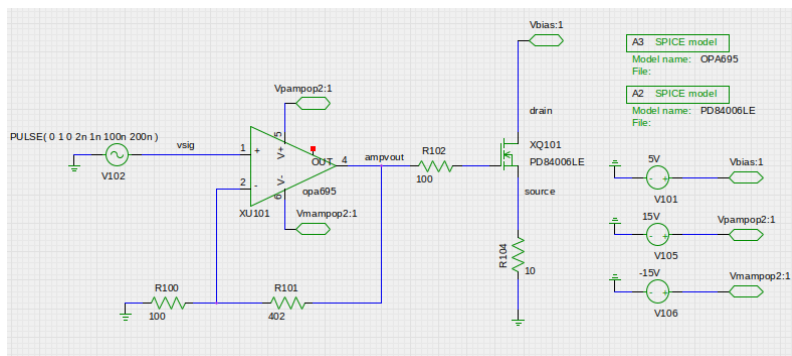 Vbias:1
A3 SPICE model
Model name: OPA695
File:
A2 SPICE model
Model name: PD84006LE
File:
Vpampop2:1
drain
PULSE( 0 1 0 2n 1n 100n 200n )
vsig
V102
1
+
2
-
5
V+
OUT
4
V-
6
opa695
XU101
Vmampop2:1
ampvout
R102
100
XQ101
PD84006LE
source
R104
10
R100
100
R101
402
5V
- +
V101
Vbias:1
15V
- +
V105
Vpampop2:1
-15V
- +
V106
Vmampop2:1